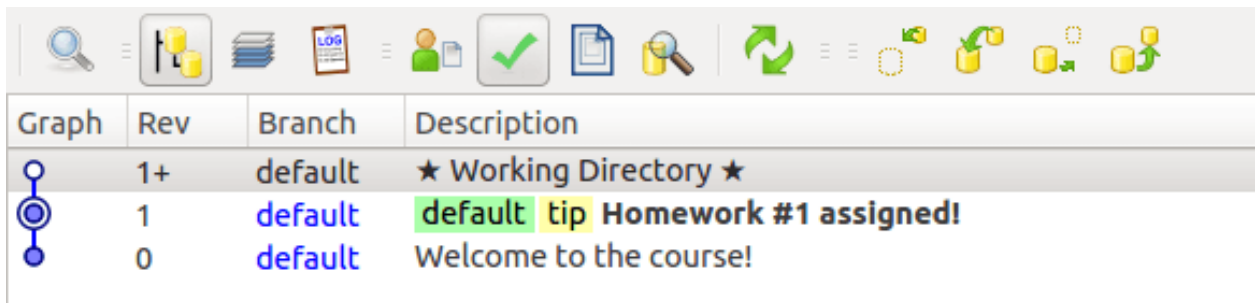 LOG
Graph Rev Branch Description
1+ default ★ Working Directory ★
1 default default tip Homework #1 assigned!
0 default Welcome to the course!